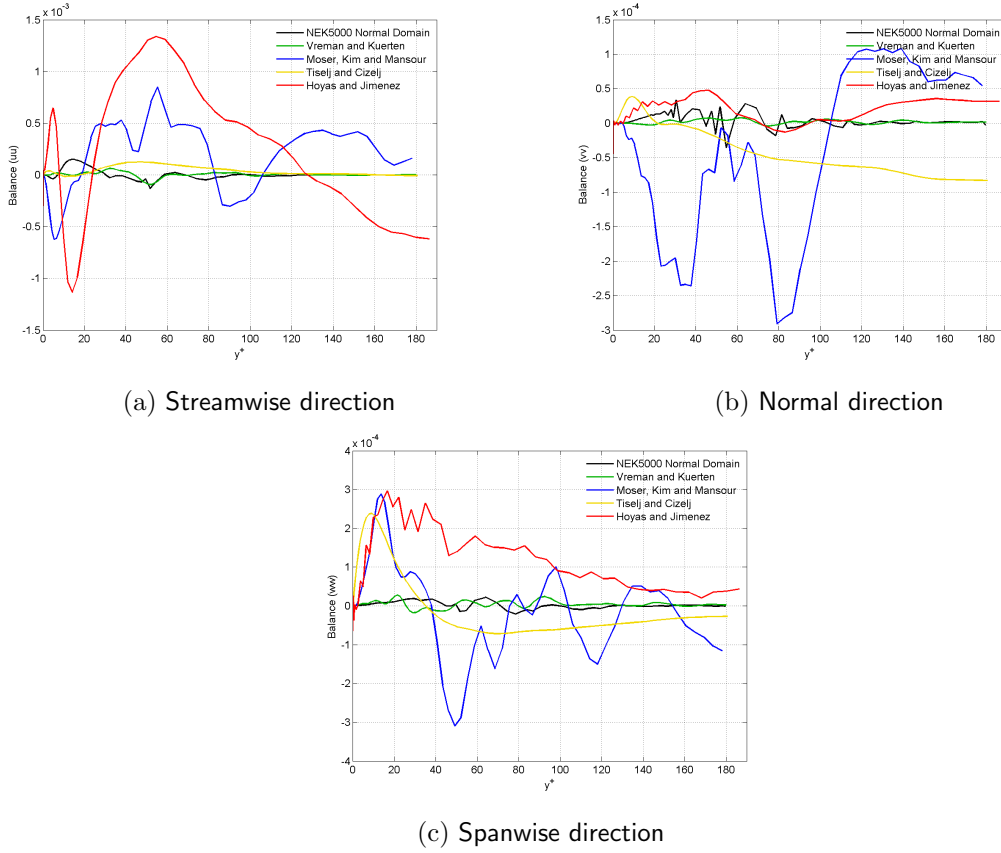 x 10⁻³
1.5
1
0.5
0
-0.5
-1
-1.5
Balance (uu)
0 20 40 60 80 100 120 140 160 180
y⁺
NEK5000 Normal Domain
Vreman and Kuerten
Moser, Kim and Mansour
Tiselj and Cizelj
Hoyas and Jimenez
(a) Streamwise direction
x 10⁻⁴
1.5
1
0.5
0
-0.5
-1
-1.5
-2
-2.5
-3
Balance (vv)
0 20 40 60 80 100 120 140 160 180
y⁺
NEK5000 Normal Domain
Vreman and Kuerten
Moser, Kim and Mansour
Tiselj and Cizelj
Hoyas and Jimenez
(b) Normal direction
x 10⁻⁴
4
3
2
1
0
-1
-2
-3
-4
Balance (ww)
0 20 40 60 80 100 120 140 160 180
y⁺
NEK5000 Normal Domain
Vreman and Kuerten
Moser, Kim and Mansour
Tiselj and Cizelj
Hoyas and Jimenez
(c) Spanwise direction